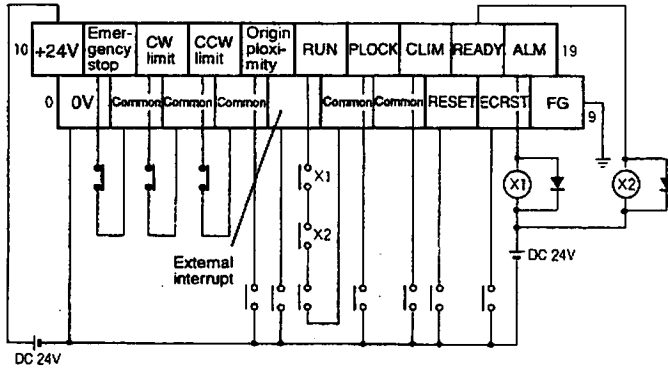 10 +24V Emer-gency stop CW limit CCW limit Origin ploxi-mity RUN PLOCK CLIM READY ALM 19
0 0V Common Common Common Common Common RESET ECRST FG 9
X1
X2
External interrupt
X1 X2
DC 24V
DC 24V